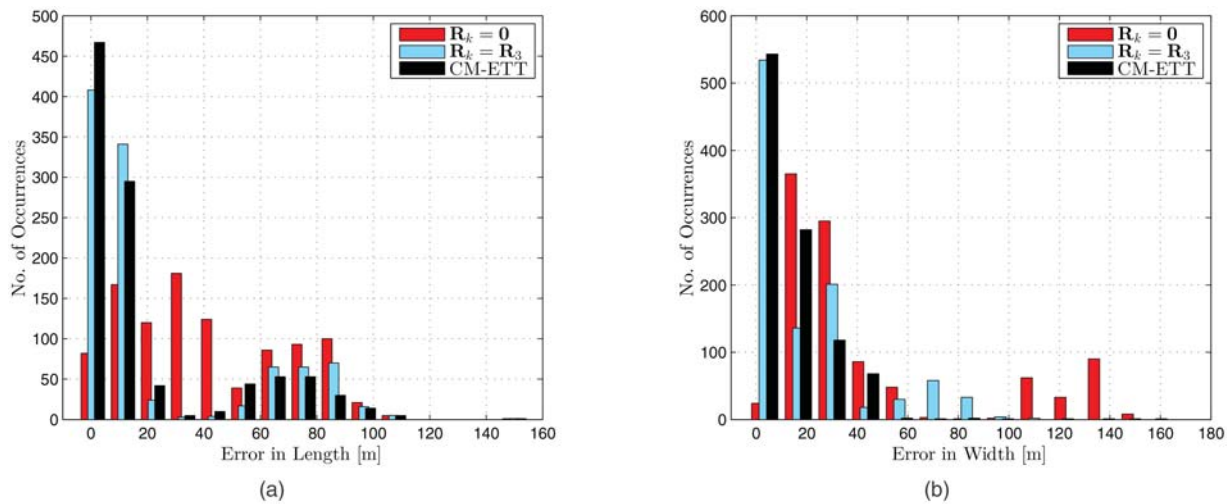 500
450
400
350
300
250
200
150
100
50
0
No. of Occurrences
R_k = 0
R_k = R_3
CM-ETT
0 20 40 60 80 100 120 140 160
Error in Length [m]
(a)
600
500
400
300
200
100
0
No. of Occurrences
R_k = 0
R_k = R_3
CM-ETT
0 20 40 60 80 100 120 140 160 180
Error in Width [m]
(b)